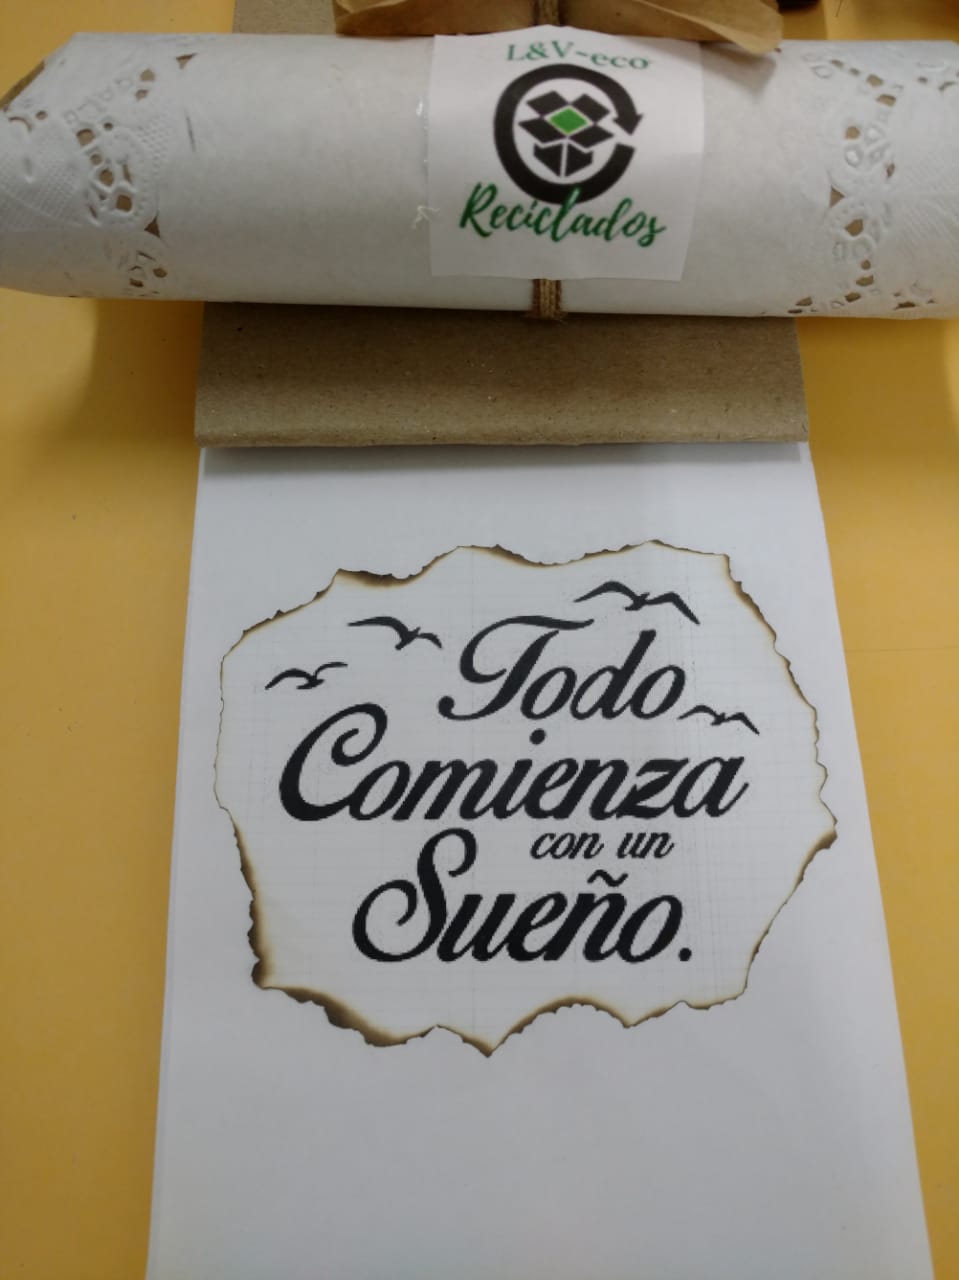 L&V-eco
Reciclados
Todo
Comienza
con un
Sueño.